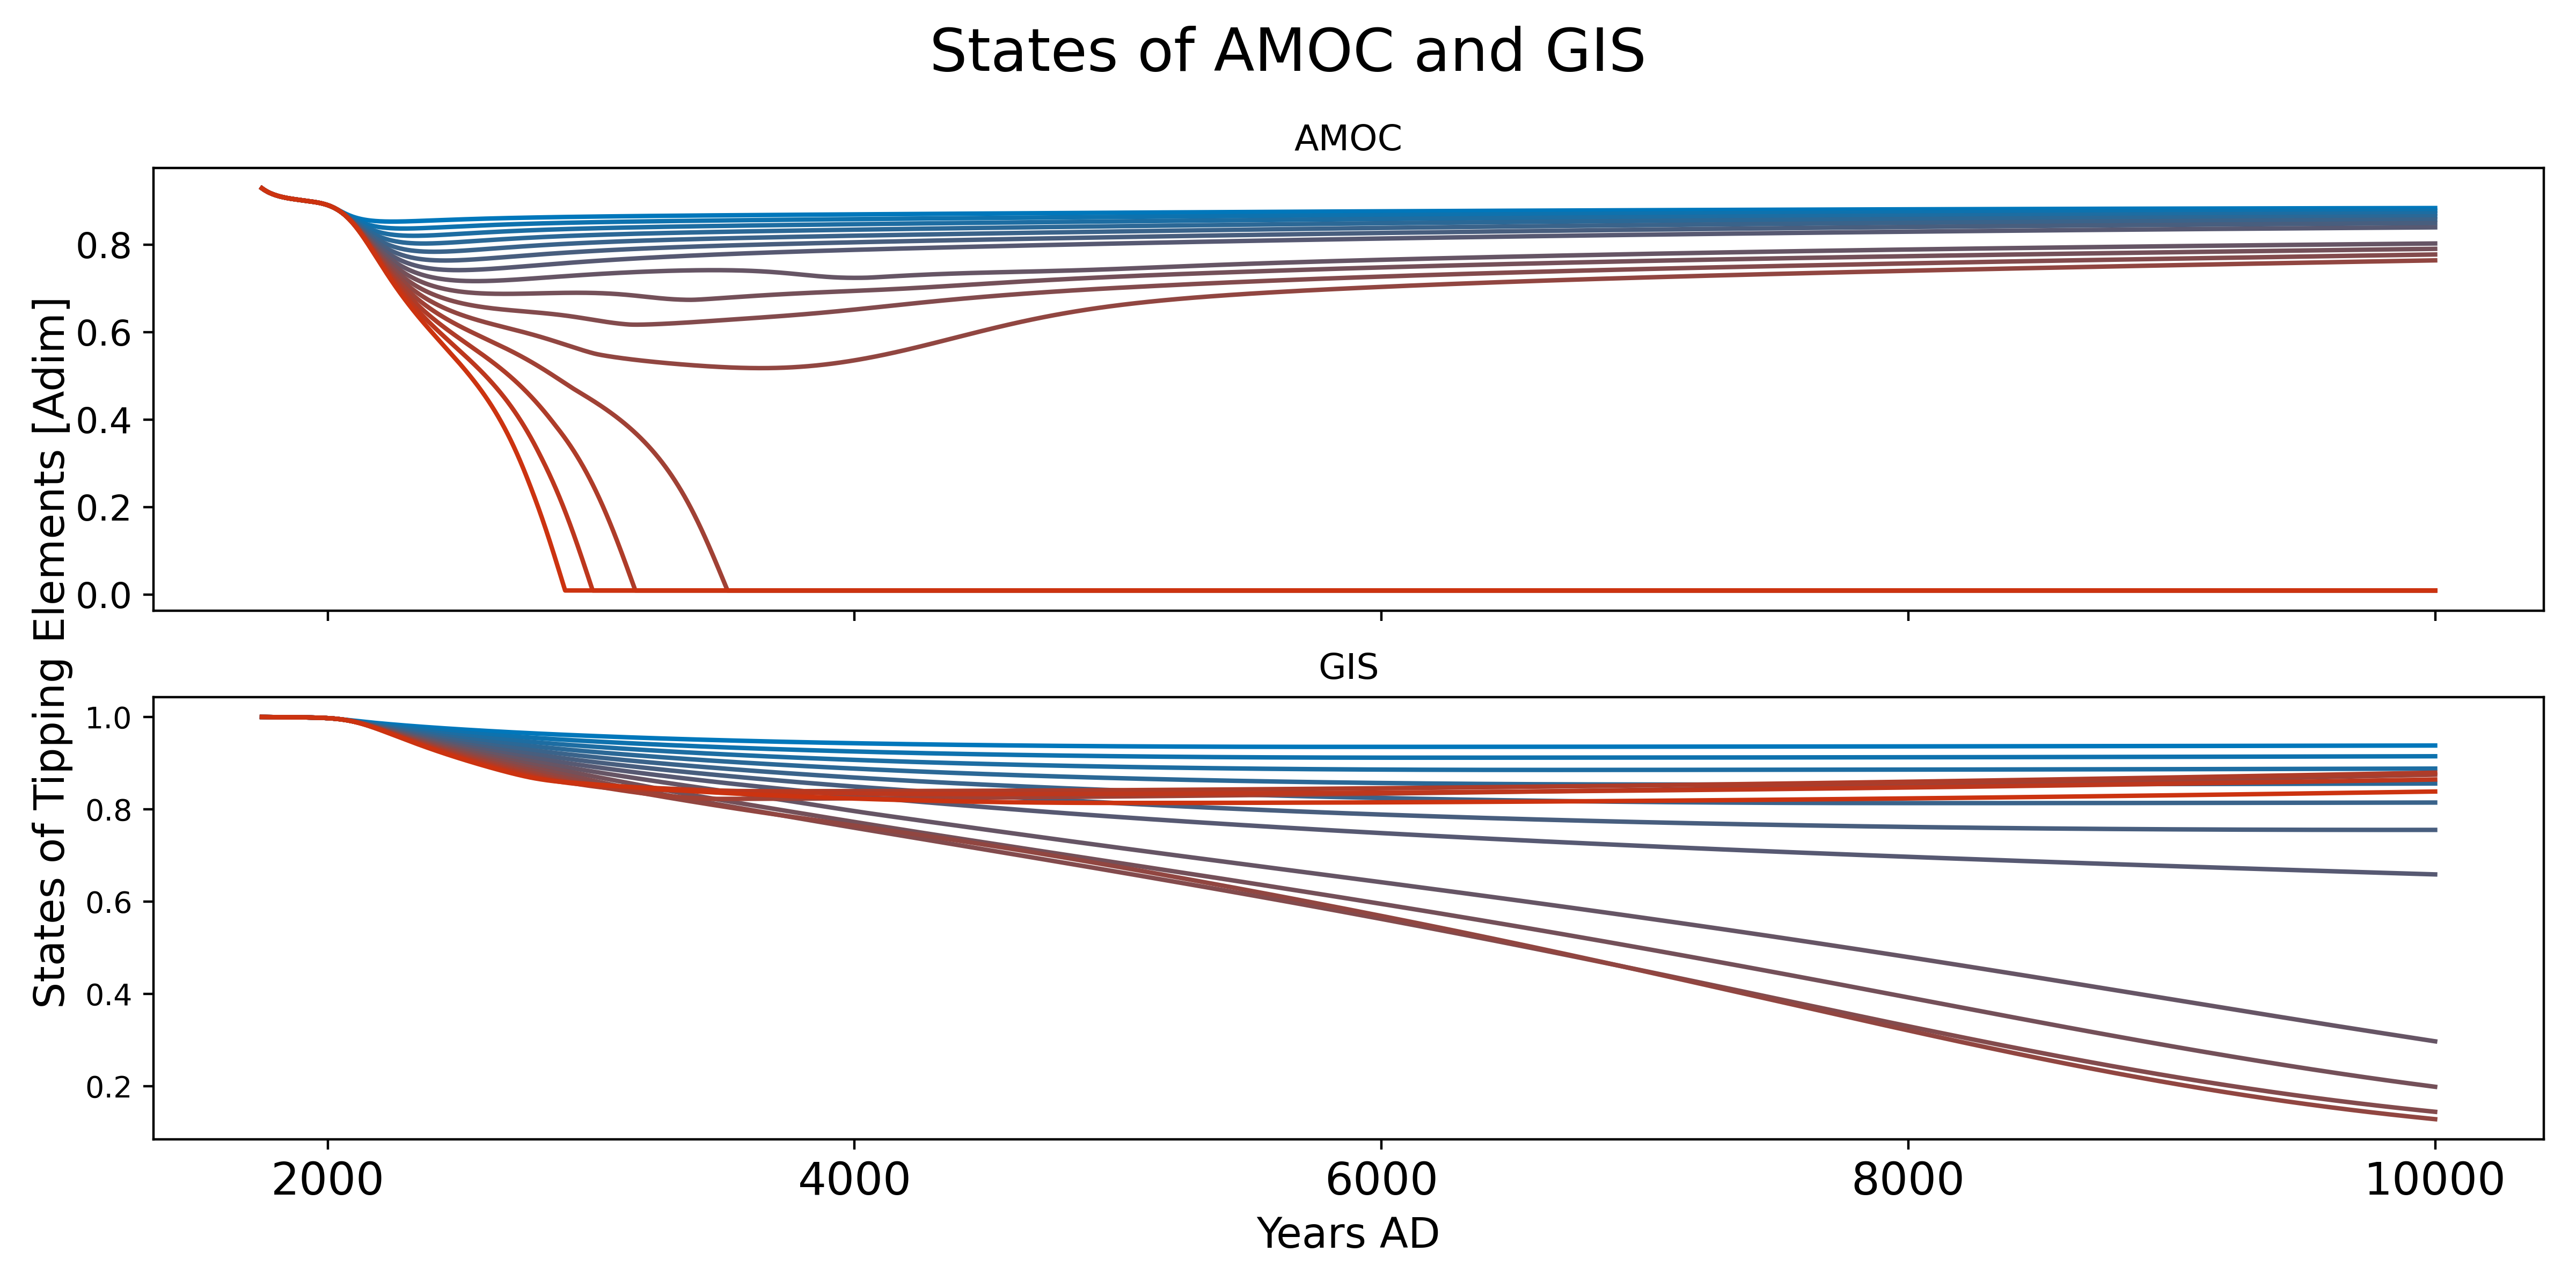 States of AMOC and GIS
AMOC
0.8
0.6
0.4
0.2
0.0
States of Tipping Elements [Adim]
GIS
1.0
0.8
0.6
0.4
0.2
2000 4000 6000 8000 10000
Years AD